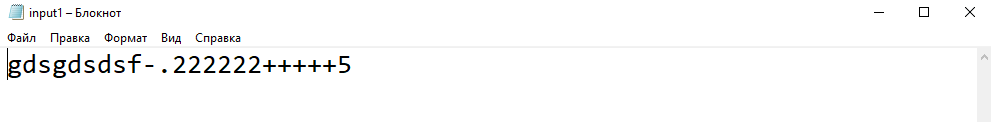 input1 – Блокнот
Файл Правка Формат Вид Справка
gdsgdsdsf-.222222+++++5